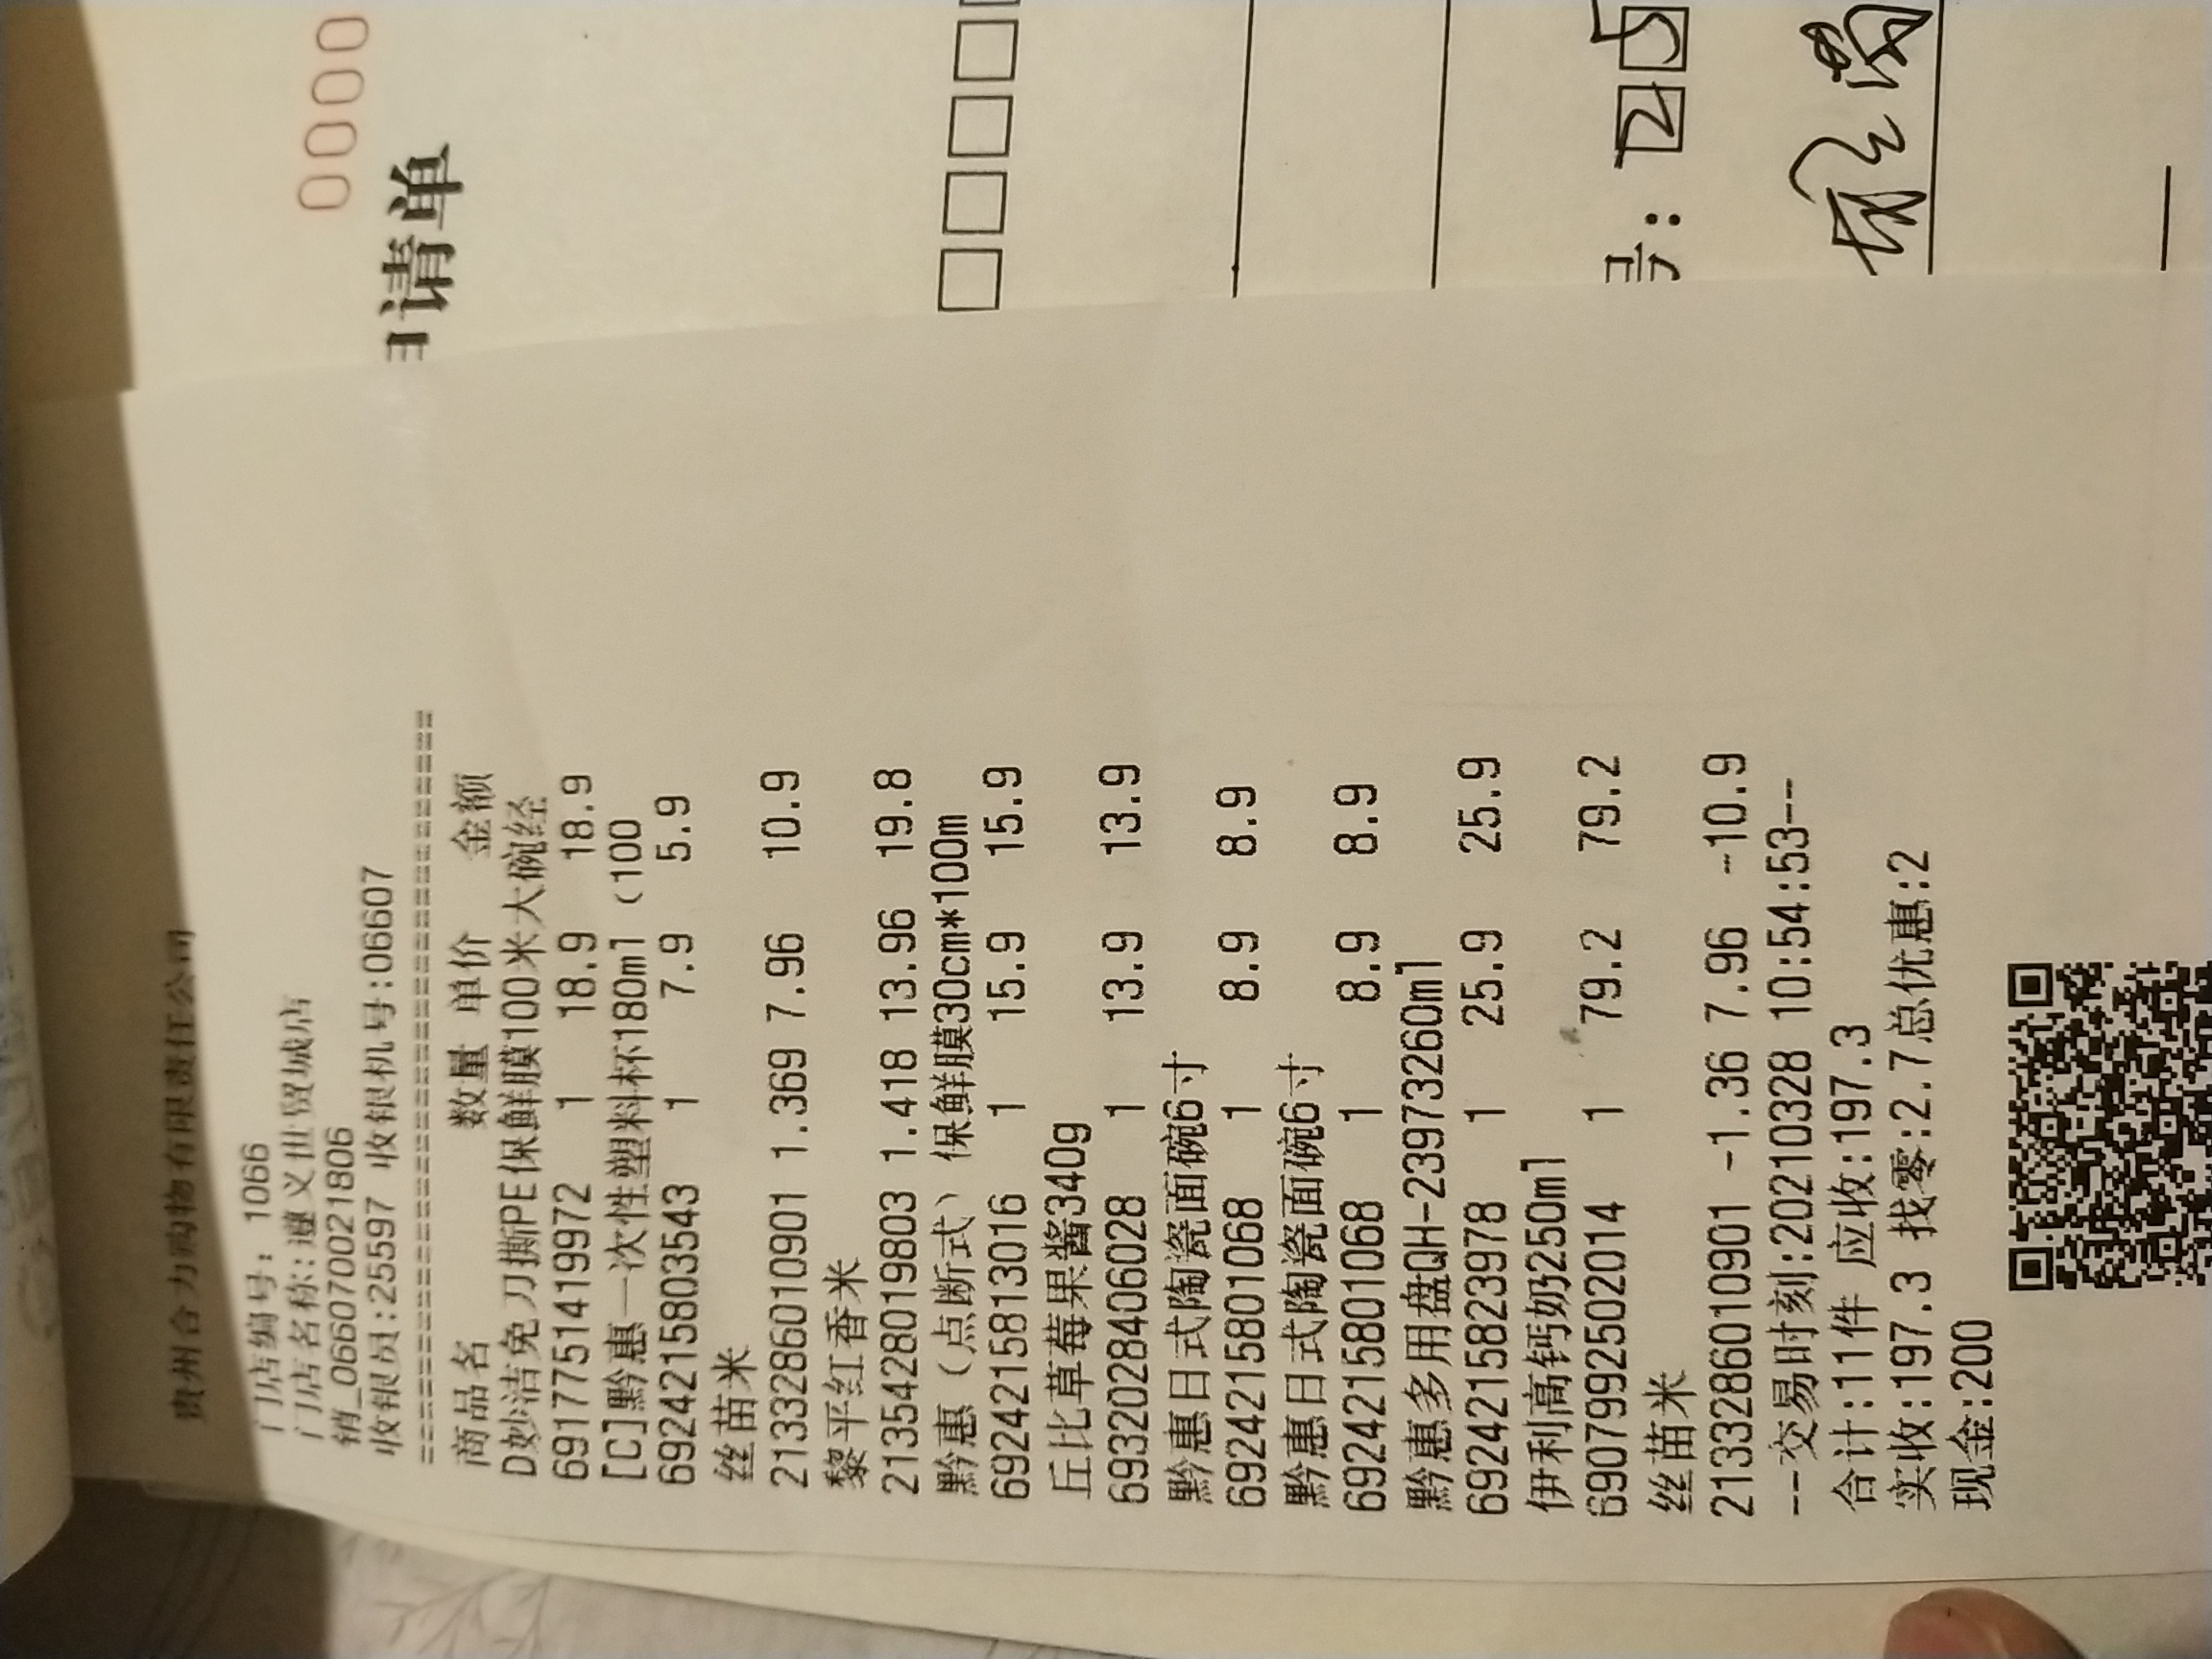 贵州合力购物有限责任公司
门店编号: 1066
门店名称:遵义世贸城店
销_066070021806
收银员:25597 收银机号:06607
商品名 数量 单价 金额
D妙洁免刀撕PE保鲜膜100米大碗经
6917751419972 1 18.9 18.9
[C]黔惠一次性塑料杯180ml (100
6924215803543 1 7.9 5.9
丝苗米
2133286010901 1.369 7.96 10.9
黎平红香米
2135428019803 1.418 13.96 19.8
黔惠 (点断式) 保鲜膜30cm*100m
6924215813016 1 15.9 15.9
丘比草莓果酱340g
6932028406028 1 13.9 13.9
黔惠日式陶瓷面碗6寸
6924215801068 1 8.9 8.9
黔惠日式陶瓷面碗6寸
6924215801068 1 8.9 8.9
黔惠多用盘QH-23973260ml
6924215823978 1 25.9 25.9
伊利高钙奶250ml
6907992502014 1 79.2 79.2
丝苗米
2133286010901 -1.36 7.96 -10.9
--交易时刻:20210328 10:54:53--
合计:11件 应收:197.3
实收:197.3 找零:2.7总优惠:2
现金:200
0000
请单
号: